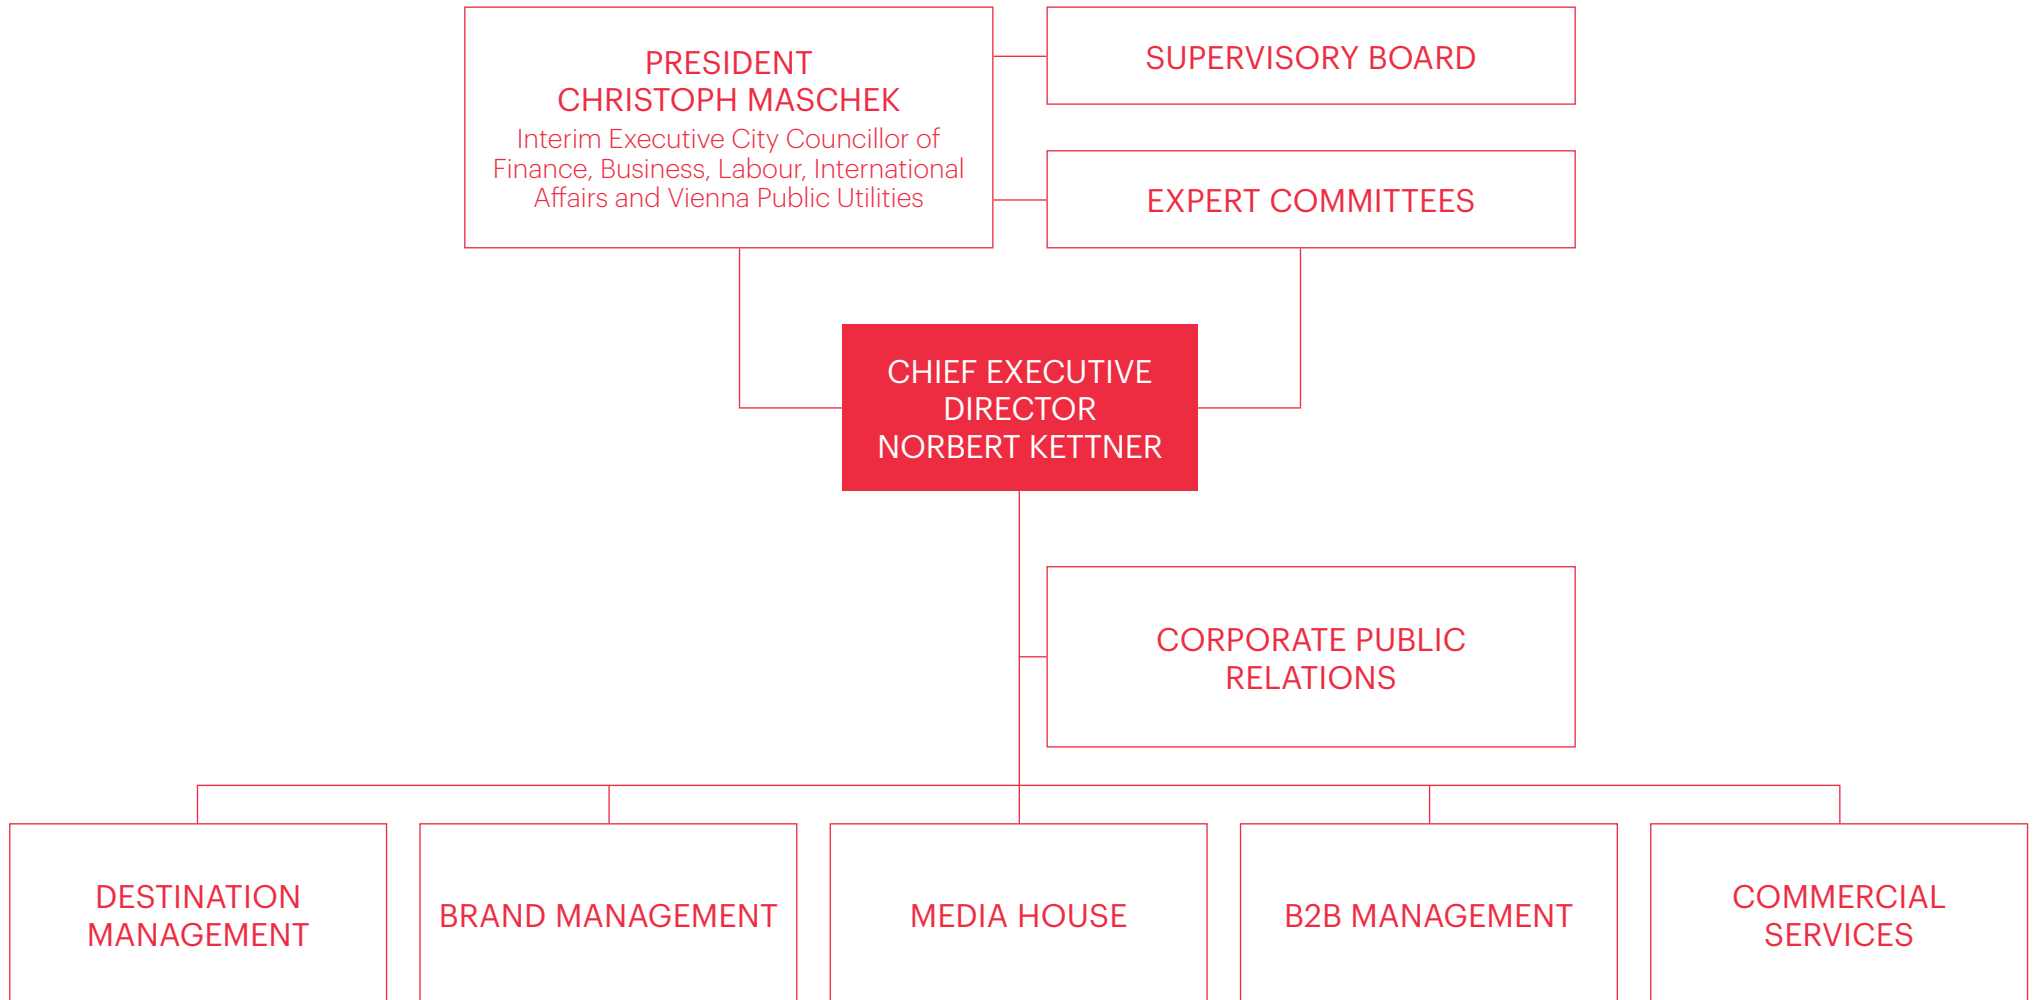 PRESIDENT
CHRISTOPH MASCHEK
Interim Executive City Councillor of
Finance, Business, Labour, International
Affairs and Vienna Public Utilities
SUPERVISORY BOARD
EXPERT COMMITTEES
CHIEF EXECUTIVE
DIRECTOR
NORBERT KETTNER
CORPORATE PUBLIC
RELATIONS
DESTINATION
MANAGEMENT
BRAND MANAGEMENT
MEDIA HOUSE
B2B MANAGEMENT
COMMERCIAL
SERVICES